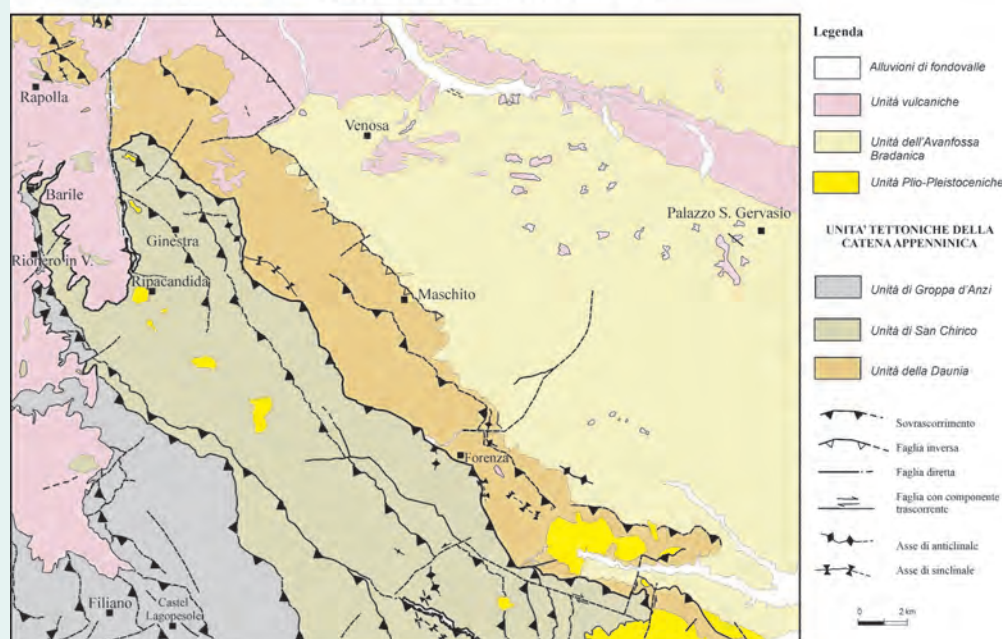 Rapolla
Venosa
Barile
Palazzo S. Gervasio
Ginestra
Rionero in V.
Ripacandida
Maschito
Forenza
Filiano
Castel
Lagopesole
Legenda
Alluvioni di fondovalle
Unità vulcaniche
Unità dell'Avanfossa
Bradanica
Unità Plio-Pleistoceniche
UNITA' TETTONICHE DELLA
CATENA APPENNINICA
Unità di Groppa d'Anzi
Unità di San Chirico
Unità della Daunia
Sovrascorrimento
Faglia inversa
Faglia diretta
Faglia con componente
trascorrente
Asse di anticlinale
Asse di sinclinale
0 2 km